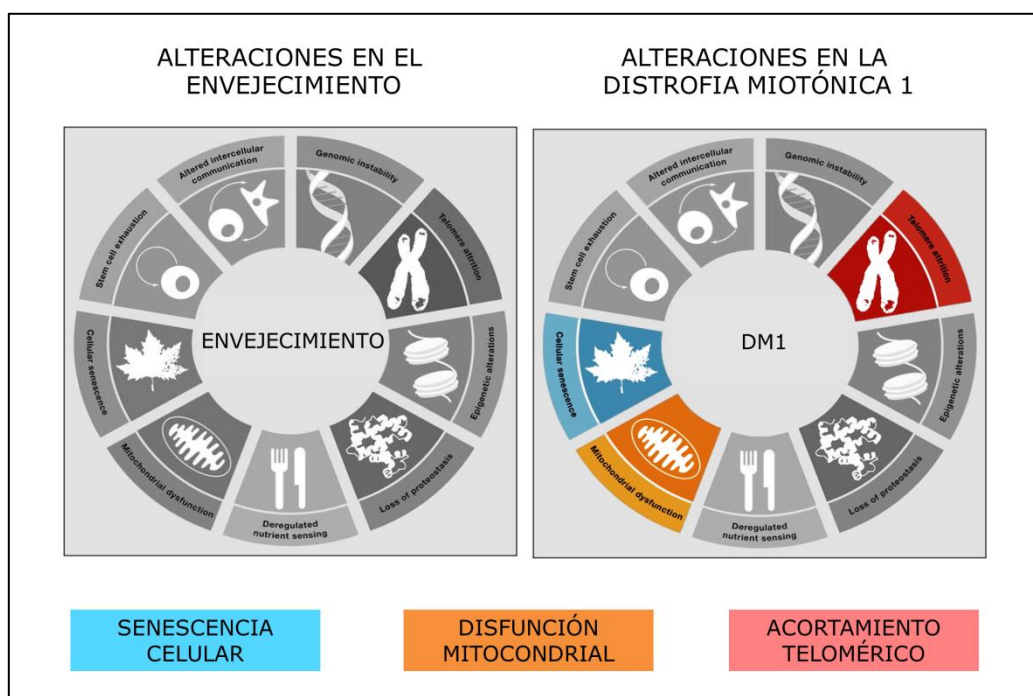 ALTERACIONES EN EL
ENVEJECIMIENTO
ALTERACIONES EN LA
DISTROFIA MIOTÓNICA 1
Altered intercellular
communication
Genomic instability
Telomere attrition
Epigenetic alterations
Loss of proteostasis
Deregulated
nutrient sensing
Mitochondrial dysfunction
Cellular senescence
Stem cell exhaustion
ENVEJECIMIENTO
Altered intercellular
communication
Genomic instability
Telomere attrition
Epigenetic alterations
Loss of proteostasis
Deregulated
nutrient sensing
Mitochondrial dysfunction
Cellular senescence
Stem cell exhaustion
DM1
SENESCENCIA
CELULAR
DISFUNCIÓN
MITOCONDRIAL
ACORTAMIENTO
TELOMÉRICO